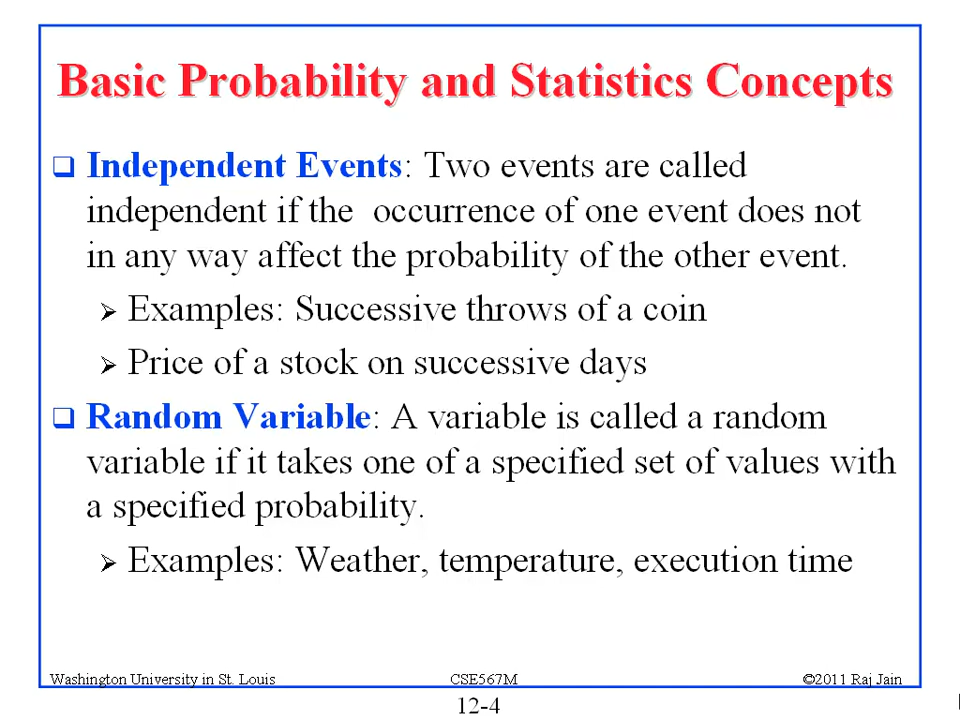 Basic Probability and Statistics Concepts
Independent Events: Two events are called
independent if the occurrence of one event does not
in any way affect the probability of the other event.
Examples: Successive throws of a coin
Price of a stock on successive days
Random Variable: A variable is called a random
variable if it takes one of a specified set of values with
a specified probability.
Examples: Weather, temperature, execution time
Washington University in St. Louis CSE567M ©2011 Raj Jain
12-4